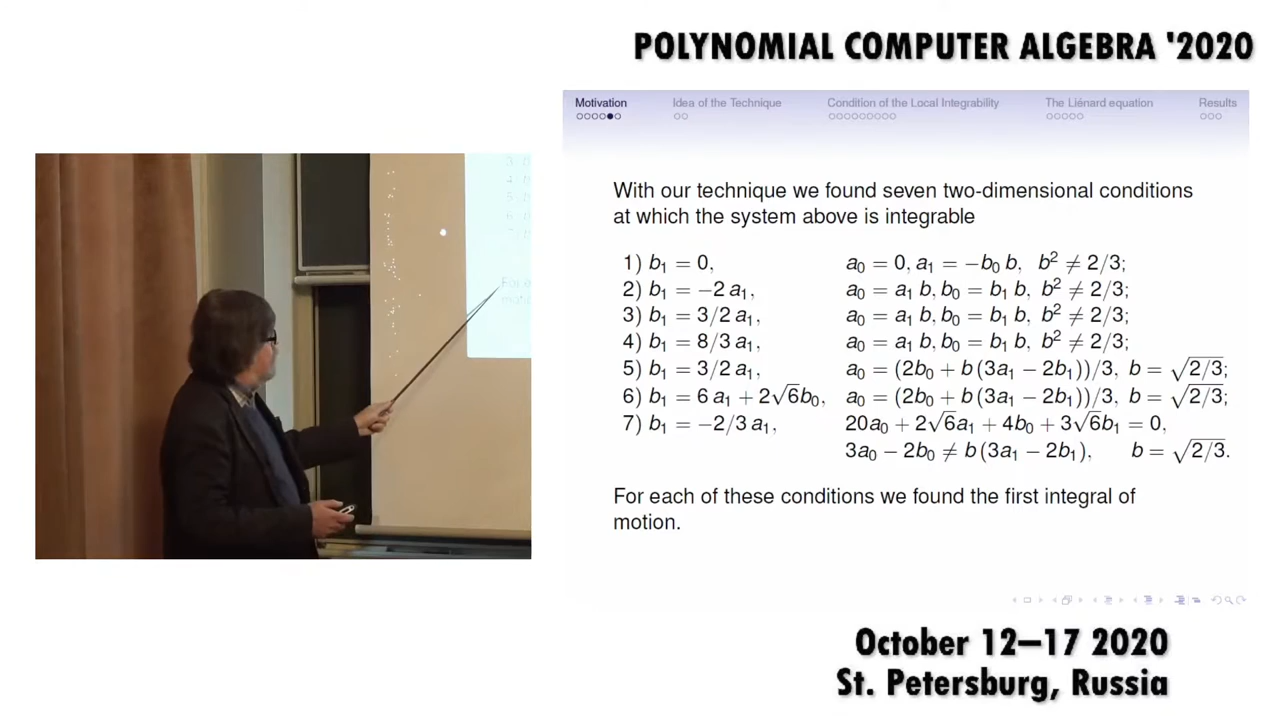 POLYNOMIAL COMPUTER ALGEBRA '2020
Motivation Idea of the Technique Condition of the Local Integrability The Liénard equation Results
With our technique we found seven two-dimensional conditions
at which the system above is integrable
1) b₁ = 0, a₀ = 0, a₁ = −b₀ b, b² ≠ 2/3;
2) b₁ = −2 a₁, a₀ = a₁ b, b₀ = b₁ b, b² ≠ 2/3;
3) b₁ = 3/2 a₁, a₀ = a₁ b, b₀ = b₁ b, b² ≠ 2/3;
4) b₁ = 8/3 a₁, a₀ = a₁ b, b₀ = b₁ b, b² ≠ 2/3;
5) b₁ = 3/2 a₁, a₀ = (2b₀ + b (3a₁ − 2b₁))/3, b = √2/3;
6) b₁ = 6 a₁ + 2√6b₀, a₀ = (2b₀ + b (3a₁ − 2b₁))/3, b = √2/3;
7) b₁ = −2/3 a₁, 20a₀ + 2√6a₁ + 4b₀ + 3√6b₁ = 0,
3a₀ − 2b₀ ≠ b (3a₁ − 2b₁), b = √2/3.
For each of these conditions we found the first integral of
motion.
October 12–17 2020
St. Petersburg, Russia